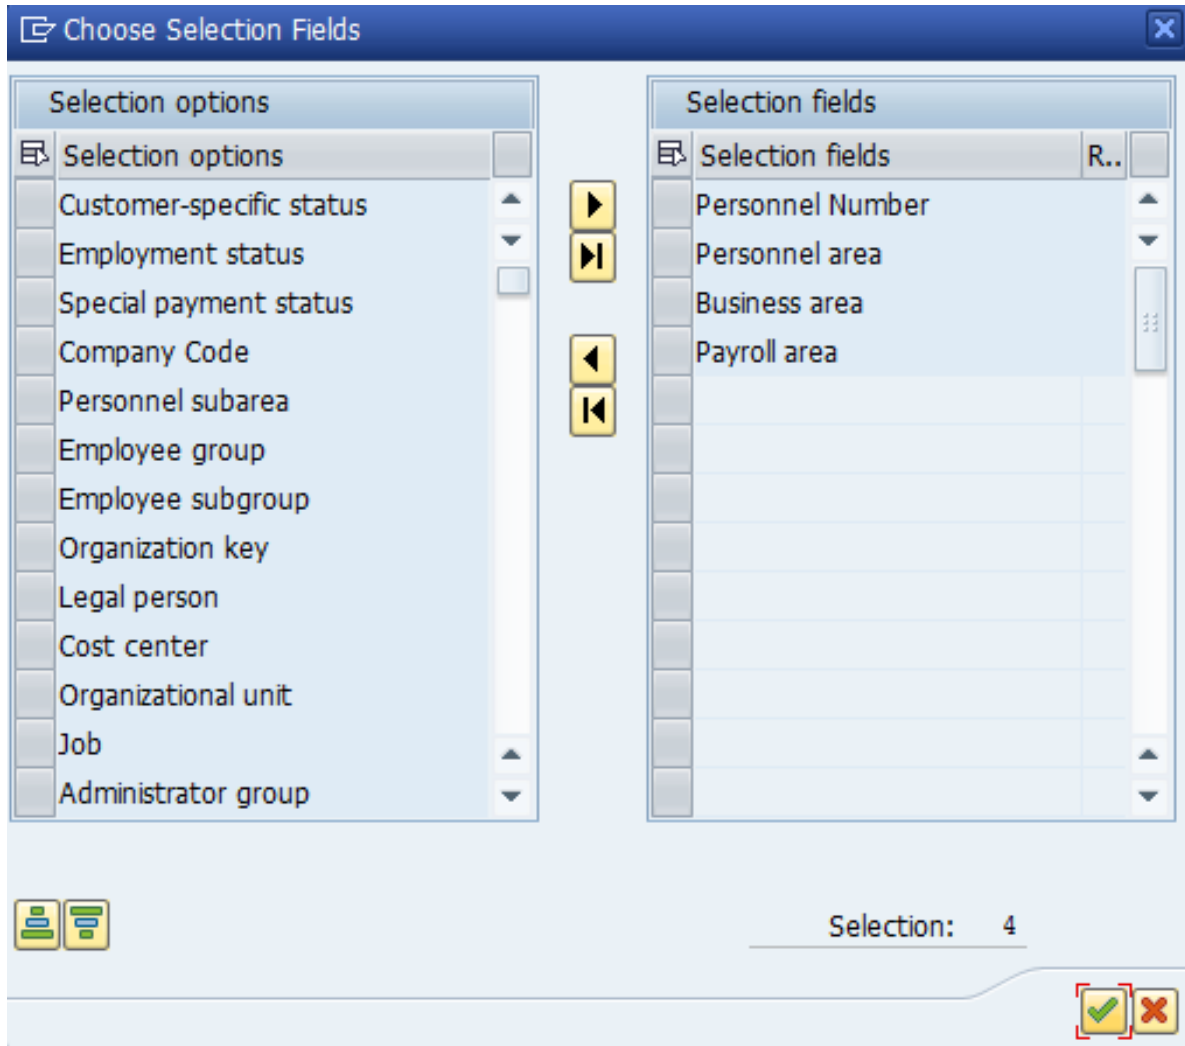 Choose Selection Fields
Selection options
Selection options
Customer-specific status
Employment status
Special payment status
Company Code
Personnel subarea
Employee group
Employee subgroup
Organization key
Legal person
Cost center
Organizational unit
Job
Administrator group
Selection fields
Selection fields R..
Personnel Number
Personnel area
Business area
Payroll area
Selection: 4